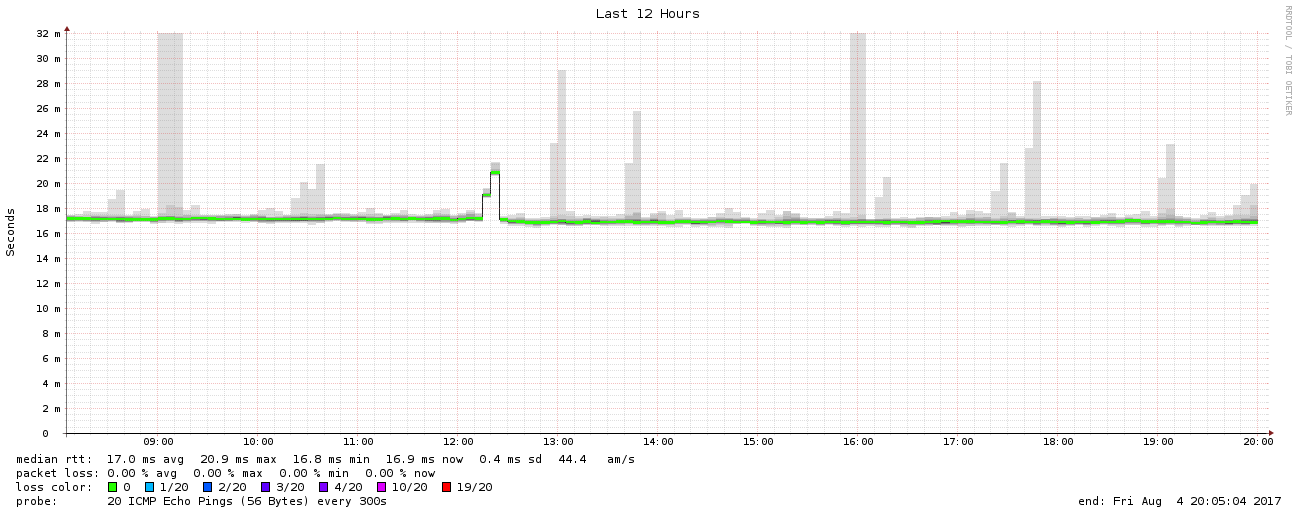 Last 12 Hours
RRDTOOL / TOBI OETIKER
Seconds
32 m
30 m
28 m
26 m
24 m
22 m
20 m
18 m
16 m
14 m
12 m
10 m
8 m
6 m
4 m
2 m
0
09:00 10:00 11:00 12:00 13:00 14:00 15:00 16:00 17:00 18:00 19:00 20:00
median rtt: 17.0 ms avg 20.9 ms max 16.8 ms min 16.9 ms now 0.4 ms sd 44.4 am/s
packet loss: 0.00 % avg 0.00 % max 0.00 % min 0.00 % now
loss color: 0 1/20 2/20 3/20 4/20 10/20 19/20
probe: 20 ICMP Echo Pings (56 Bytes) every 300s end: Fri Aug 4 20:05:04 2017